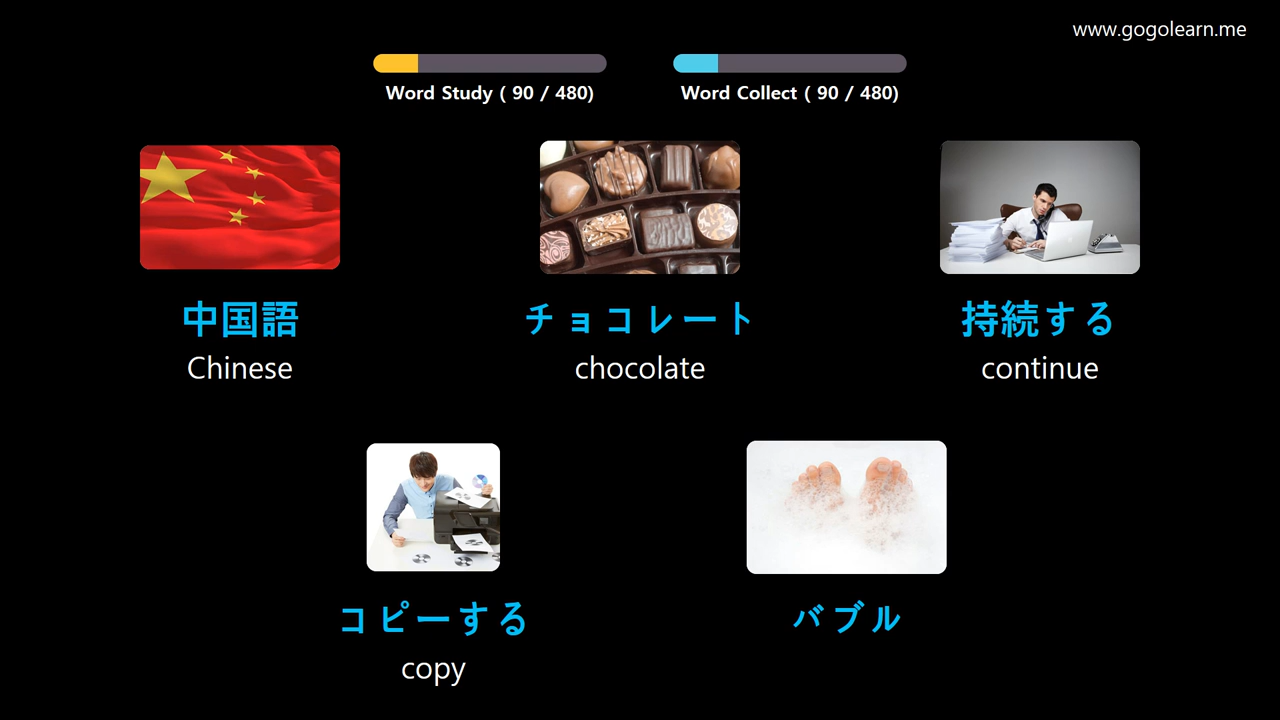 www.gogolearn.me
Word Study ( 90 / 480)
Word Collect ( 90 / 480)
中国語
Chinese
チョコレート
chocolate
持続する
continue
コピーする
copy
バブル